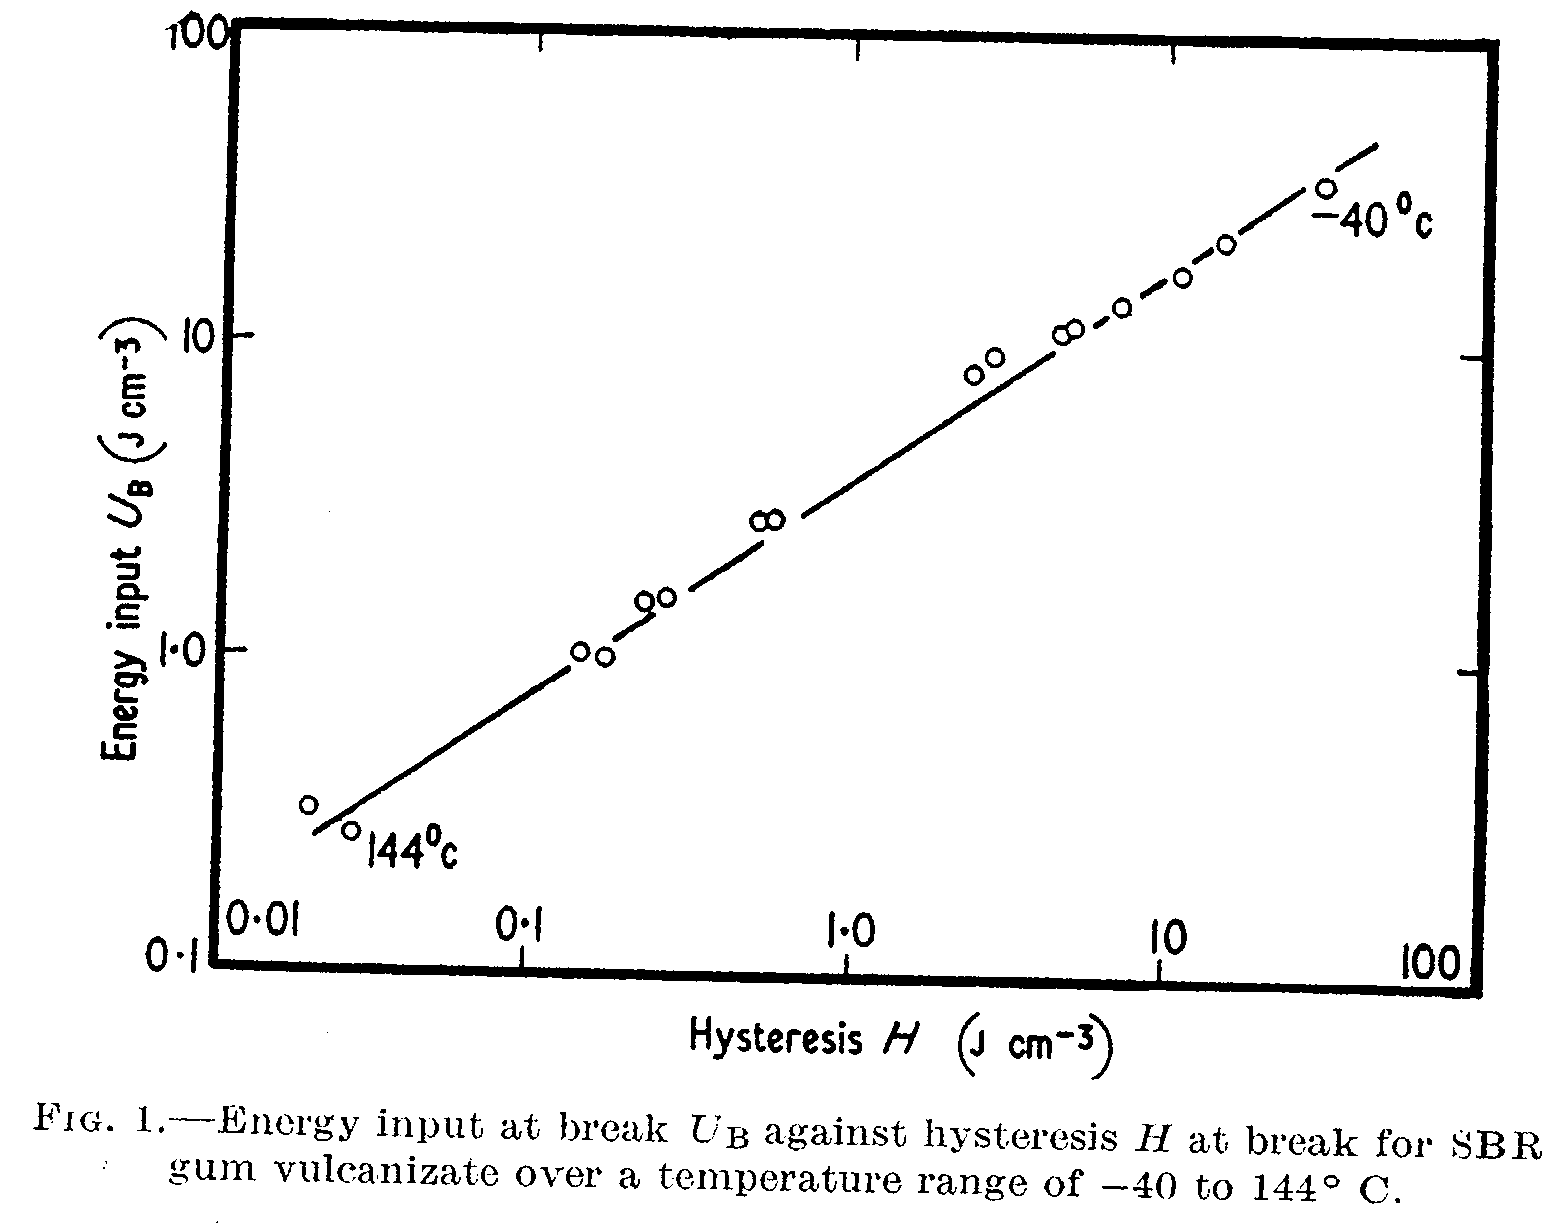 100
10
1·0
0·1
Energy input UB (J cm−3)
−40°C
144°C
0·01 0·1 1·0 10 100
Hysteresis H (J cm−3)
FIG. 1.—Energy input at break UB against hysteresis H at break for SBR
gum vulcanizate over a temperature range of −40 to 144° C.